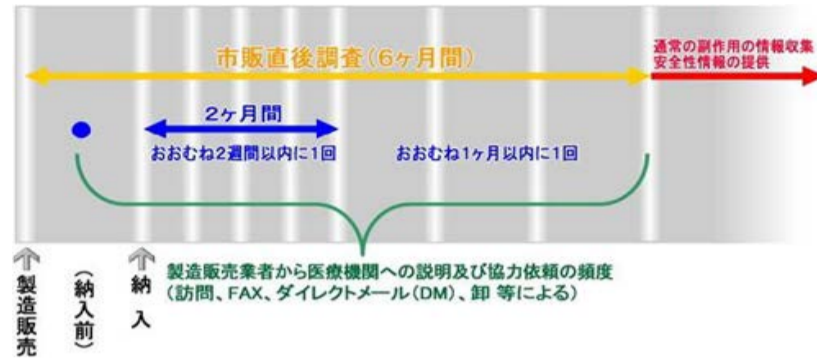 市販直後調査(6ヶ月間)
通常の副作用の情報収集
安全性情報の提供
2ヶ月間
おおむね2週間以内に1回
おおむね1ヶ月以内に1回
製造販売
(納入前)
納入
製造販売業者から医療機関への説明及び協力依頼の頻度
(訪問、FAX、ダイレクトメール(DM)、卸 等による)